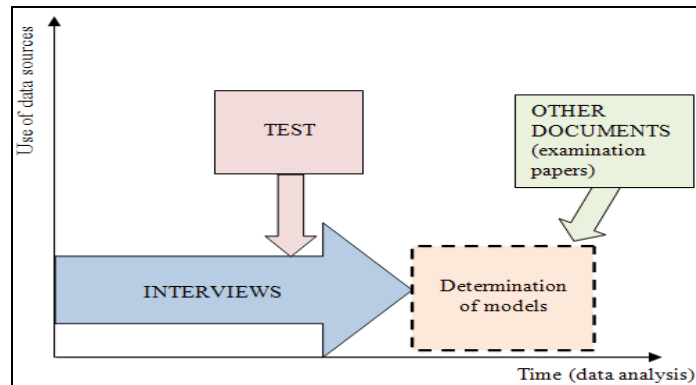 Use of data sources
TEST
OTHER
DOCUMENTS
(examination
papers)
INTERVIEWS
Determination
of models
Time (data analysis)